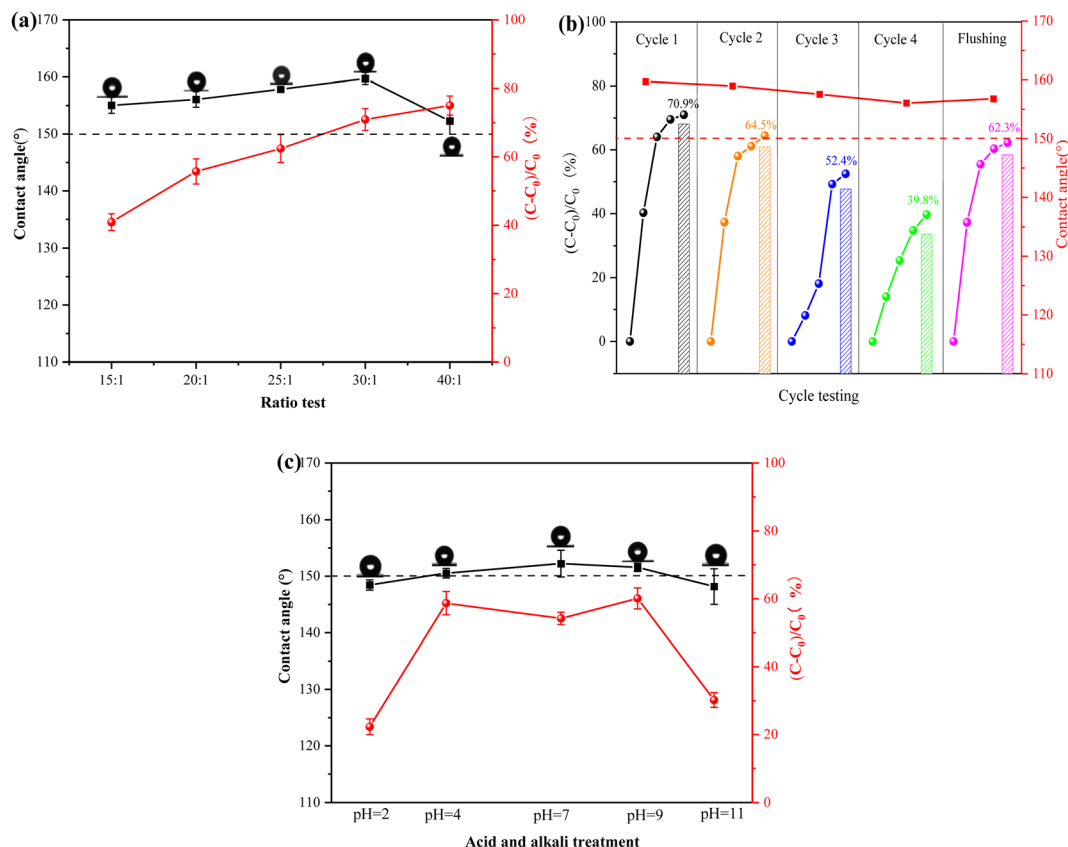 (a)
170
160
150
140
130
120
110
Contact angle(°)
100
80
60
40
20
0
(C-C₀)/C₀ (%)
15:1 20:1 25:1 30:1 40:1
Ratio test
(b)
100
80
60
40
20
0
(C-C₀)/C₀ (%)
Cycle 1 Cycle 2 Cycle 3 Cycle 4 Flushing
70.9% 64.5% 52.4% 39.8% 62.3%
170
160
150
140
130
120
110
Contact angle(°)
Cycle testing
(c)
170
160
150
140
130
120
110
Contact angle (°)
100
80
60
40
20
0
(C-C₀)/C₀( %)
pH=2 pH=4 pH=7 pH=9 pH=11
Acid and alkali treatment